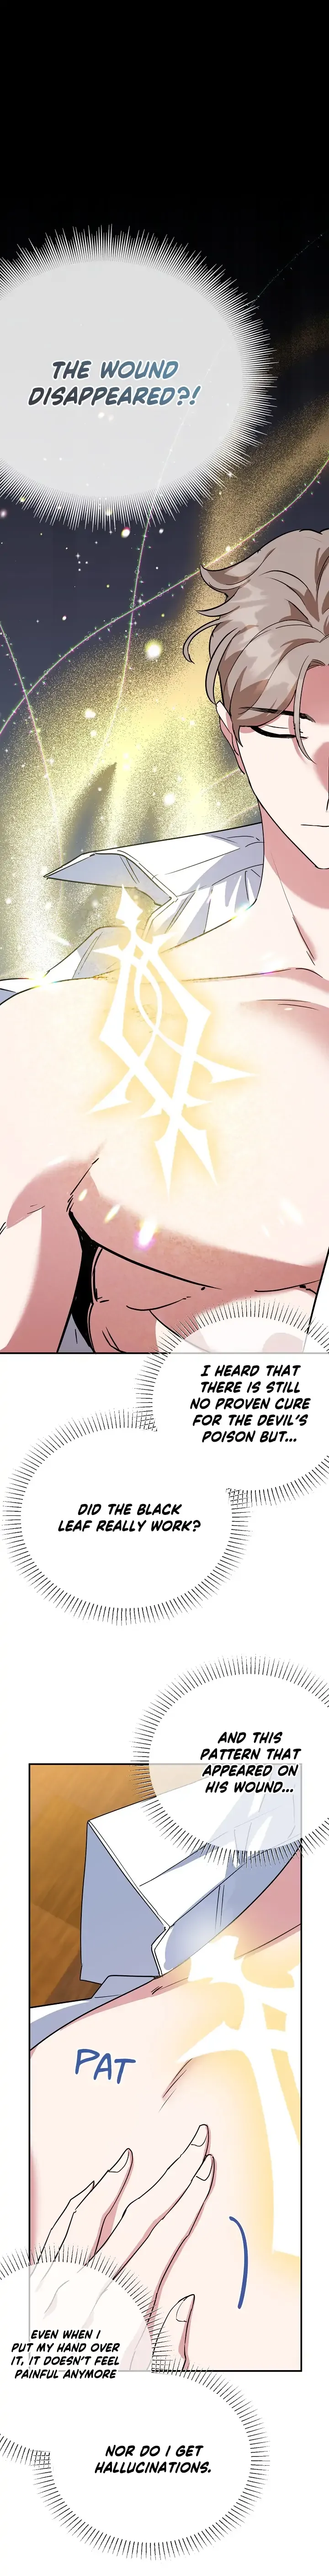 THE WOUND
DISAPPEARED?!
I HEARD THAT
THERE IS STILL
NO PROVEN CURE
FOR THE DEVIL'S
POISON BUT...
DID THE BLACK
LEAF REALLY WORK?
AND THIS
PATTERN THAT
APPEARED ON
HIS WOUND...
PAT
EVEN WHEN I
PUT MY HAND OVER
IT, IT DOESN'T FEEL
PAINFUL ANYMORE
NOR DO I GET
HALLUCINATIONS.